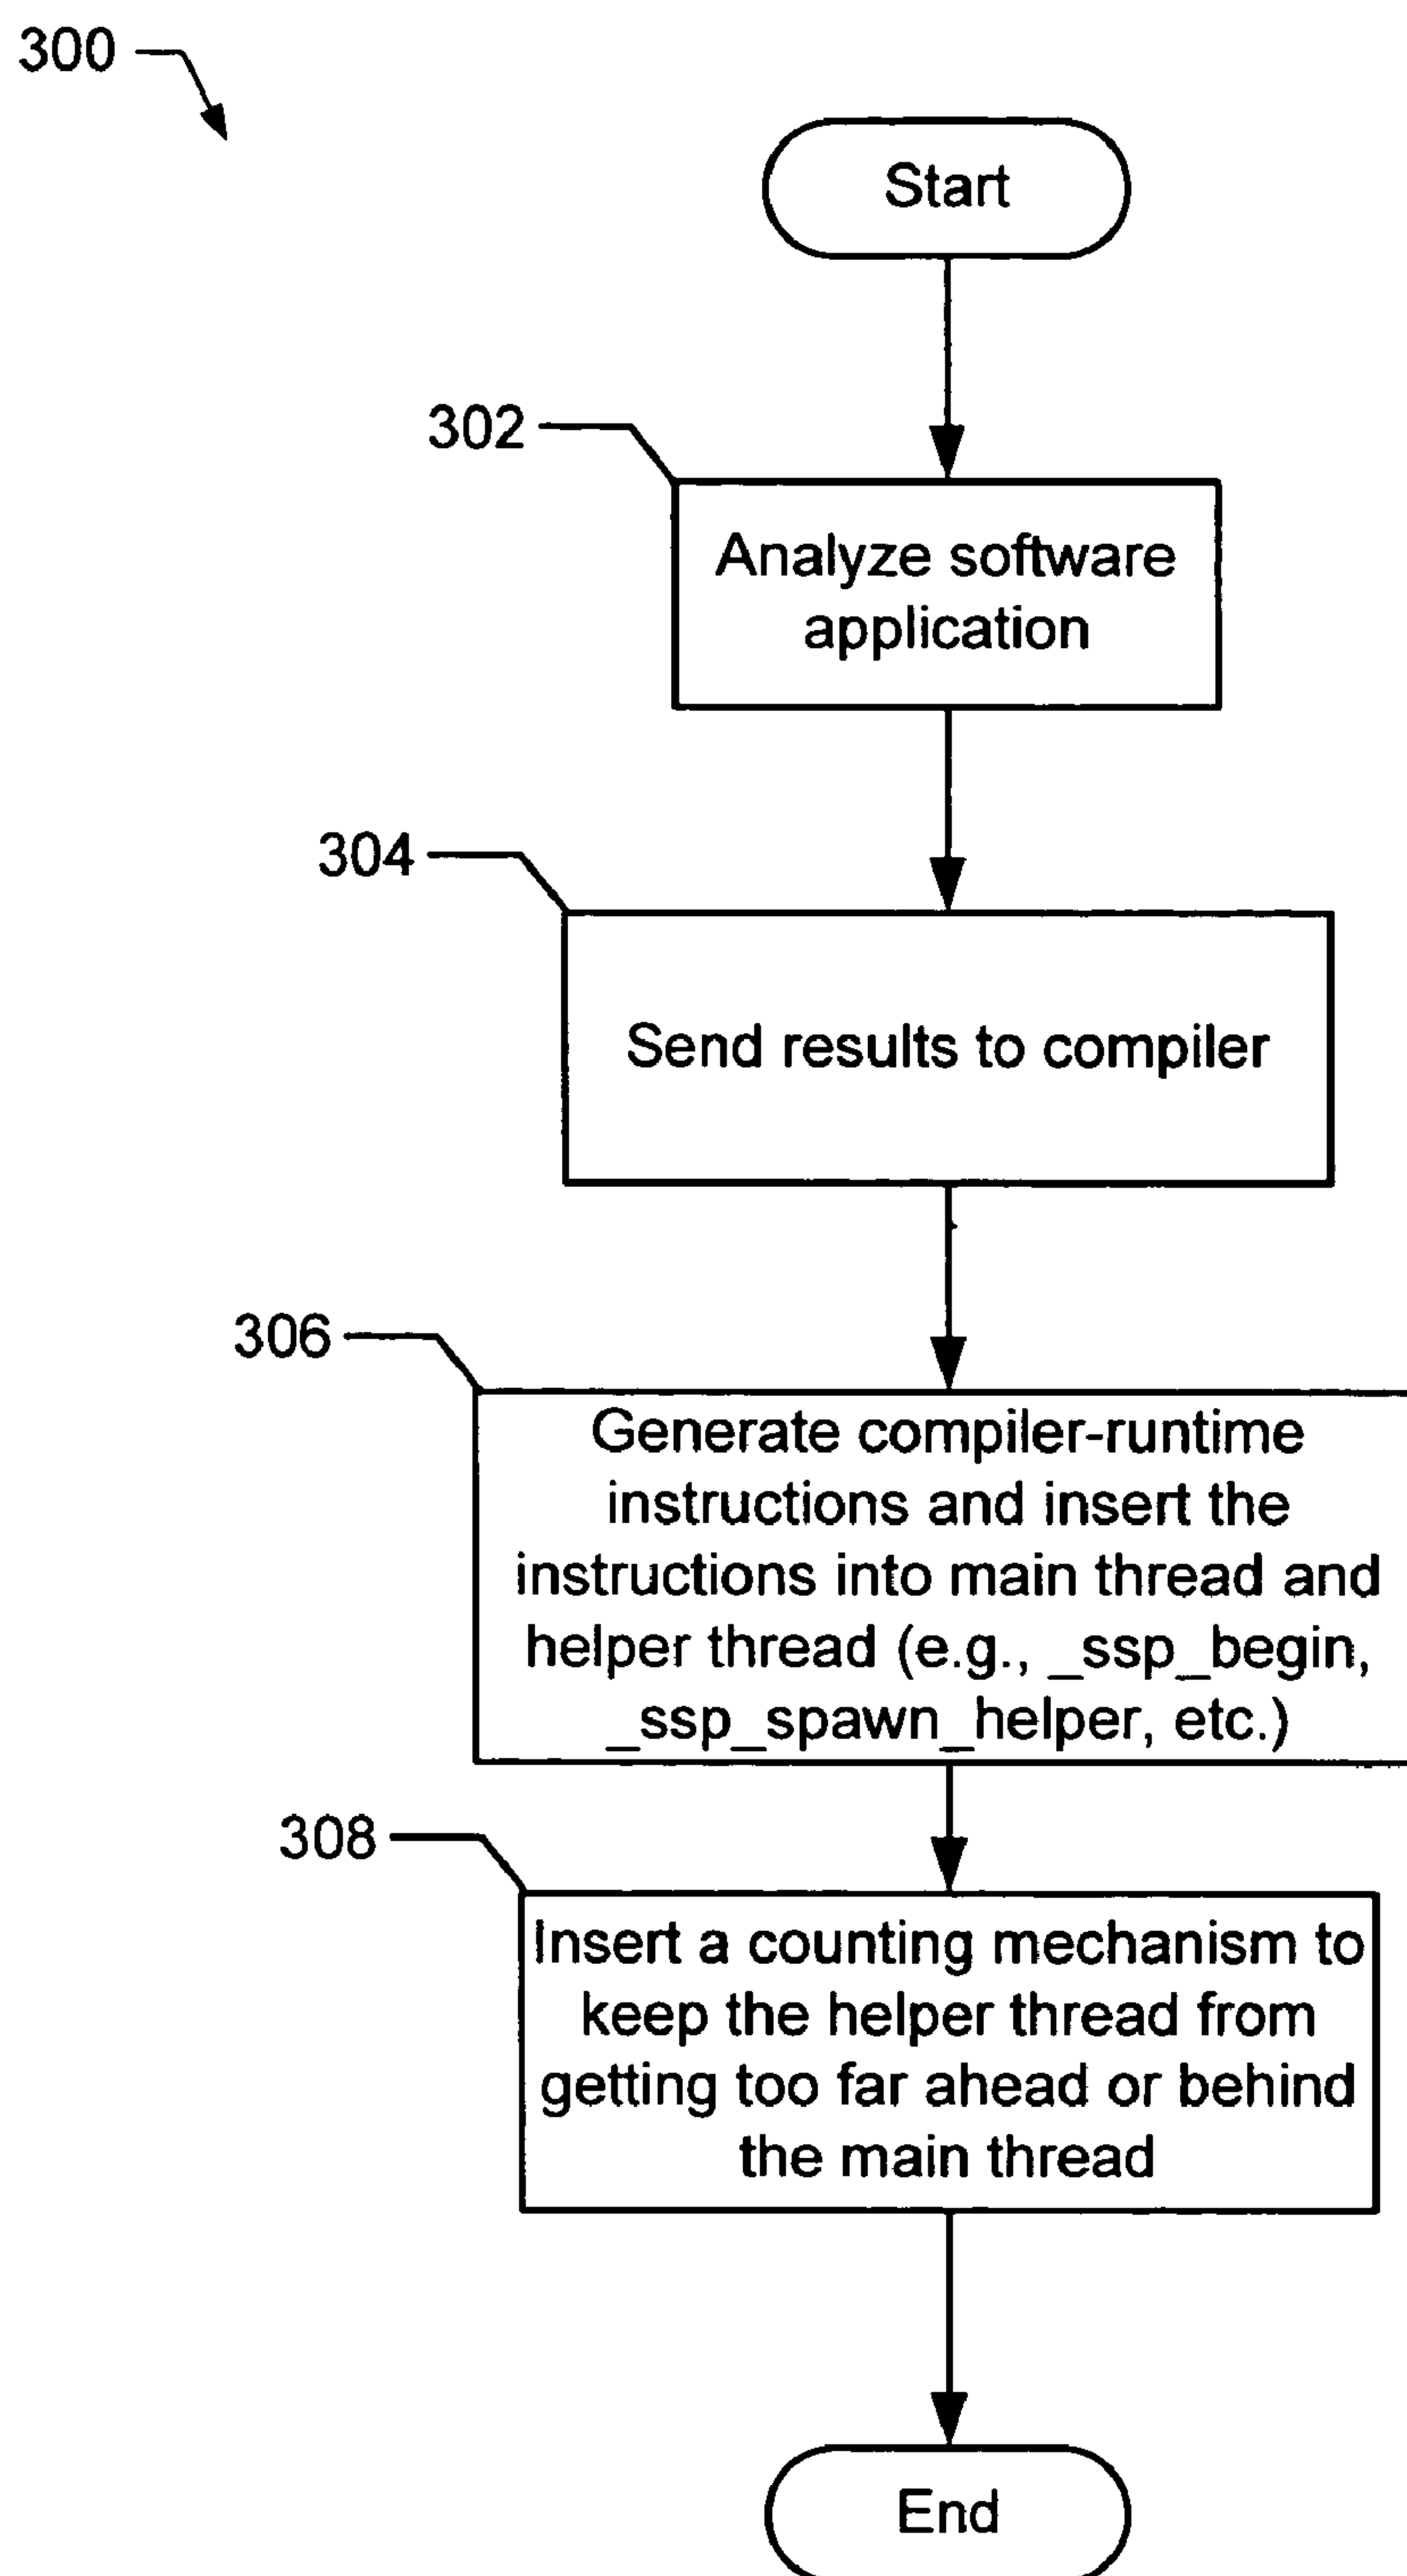 300
Start
302
Analyze software
application
304
Send results to compiler
306
Generate compiler-runtime
instructions and insert the
instructions into main thread and
helper thread (e.g., _ssp_begin,
_ssp_spawn_helper, etc.)
308
Insert a counting mechanism to
keep the helper thread from
getting too far ahead or behind
the main thread
End